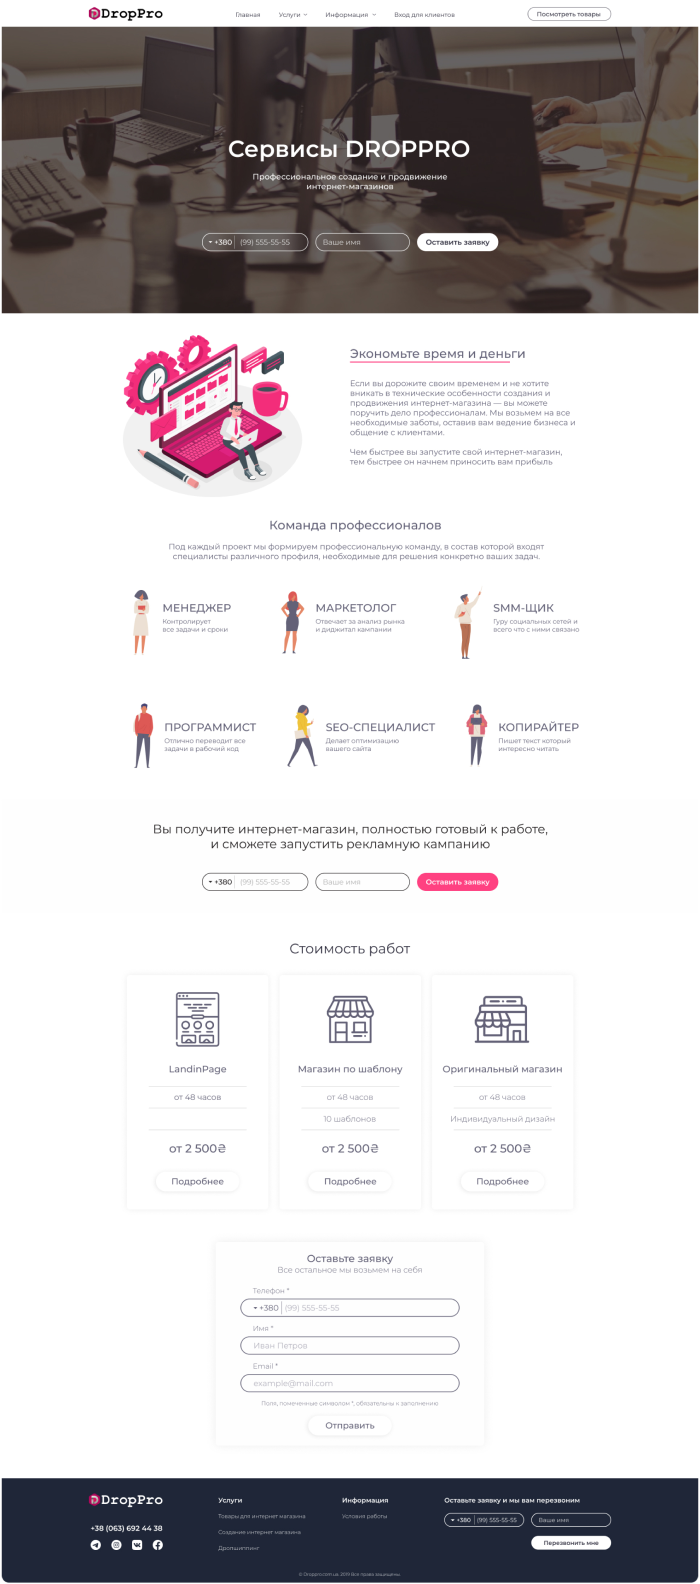 DropPro
Главная
Услуги
Информация
Вход для клиентов
Посмотреть товары
Сервисы DROPPRO
Профессиональное создание и продвижение
интернет-магазинов
+380 (99) 555-55-55
Ваше имя
Оставить заявку
Экономьте время и деньги
Если вы дорожите своим временем и не хотите
вникать в технические особенности создания и
продвижения интернет-магазина — вы можете
поручить дело профессионалам. Мы возьмем на все
необходимые заботы, оставив вам ведение бизнеса и
общение с клиентами.
Чем быстрее вы запустите свой интернет-магазин,
тем быстрее он начнем приносить вам прибыль
Команда профессионалов
Под каждый проект мы формируем профессиональную команду, в состав которой входят
специалисты различного профиля, необходимые для решения конкретно ваших задач.
МЕНЕДЖЕР
Контролирует
все задачи и сроки
МАРКЕТОЛОГ
Отвечает за анализ рынка
и диджитал кампании
SMM-ЩИК
Гуру социальных сетей и
всего что с ними связано
ПРОГРАММИСТ
Отлично переводит все
задачи в рабочий код
SEO-СПЕЦИАЛИСТ
Делает оптимизацию
вашего сайта
КОПИРАЙТЕР
Пишет текст который
интересно читать
Вы получите интернет-магазин, полностью готовый к работе,
и сможете запустить рекламную кампанию
+380 (99) 555-55-55
Ваше имя
Оставить заявку
Стоимость работ
LandinPage
от 48 часов
от 2 500₴
Подробнее
Магазин по шаблону
от 48 часов
10 шаблонов
от 2 500₴
Подробнее
Оригинальный магазин
от 48 часов
Индивидуальный дизайн
от 2 500₴
Подробнее
Оставьте заявку
Все остальное мы возьмем на себя
Телефон *
+380 (99) 555-55-55
Имя *
Иван Петров
Email *
example@mail.com
Поля, помеченные символом *, обязательны к заполнению
Отправить
DropPro
+38 (063) 692 44 38
Услуги
Товары для интернет магазина
Создание интернет магазина
Дропшиппинг
Информация
Условия работы
Оставьте заявку и мы вам перезвоним
+380 (99) 555-55-55
Ваше имя
Перезвонить мне
© Droppro.com.ua. 2019 Все права защищены.